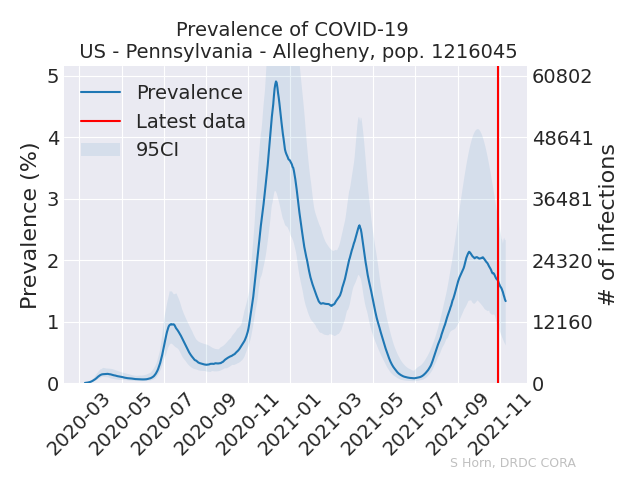 Prevalence of COVID-19
US - Pennsylvania - Allegheny, pop. 1216045
Prevalence
Latest data
95CI
Prevalence (%)
5
4
3
2
1
0
60802
48641
36481
24320
12160
0
# of infections
2020-03
2020-05
2020-07
2020-09
2020-11
2021-01
2021-03
2021-05
2021-07
2021-09
2021-11
S Horn, DRDC CORA